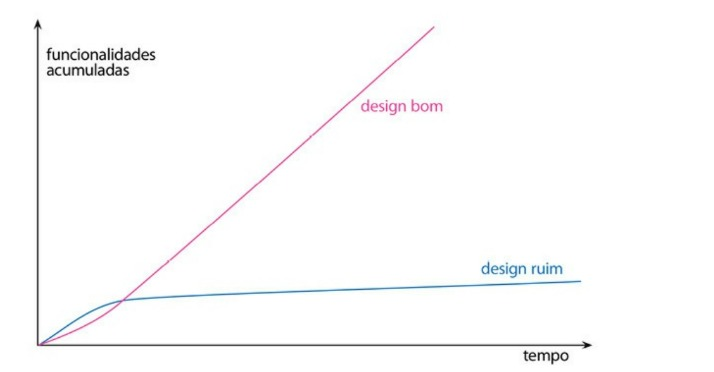 funcionalidades
acumuladas
design bom
design ruim
tempo